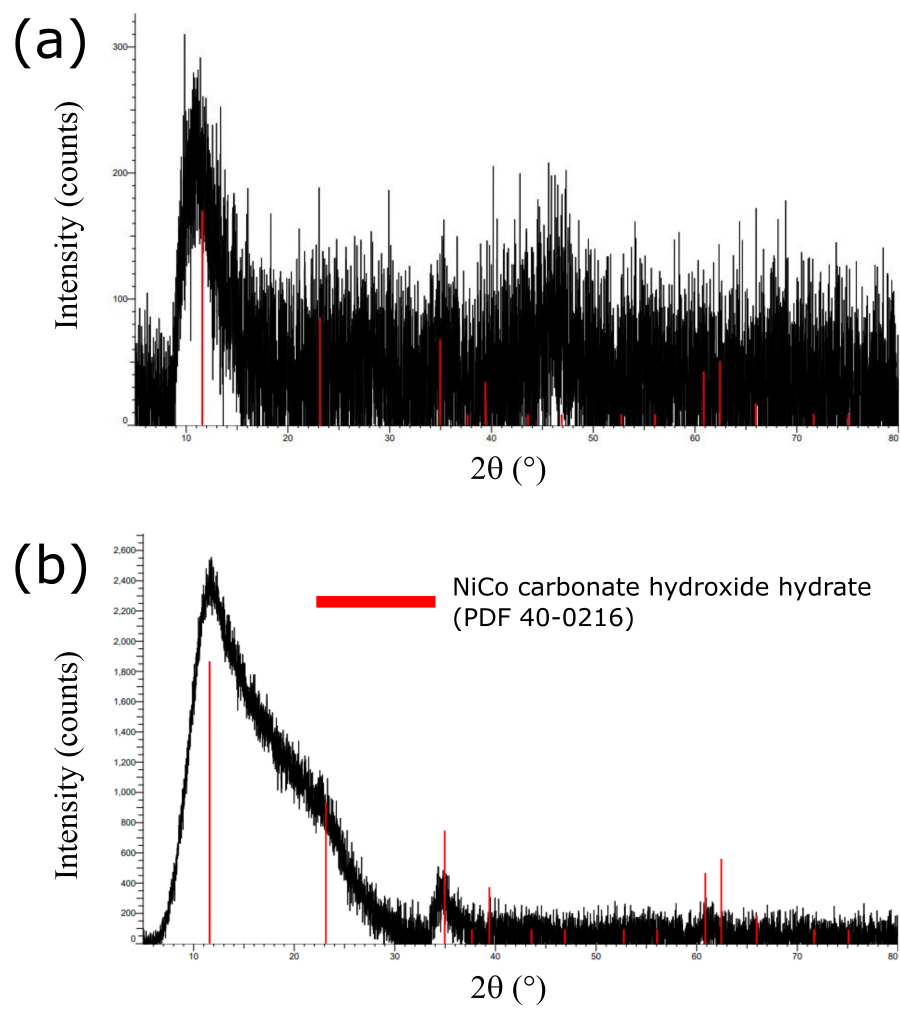 (a)
Intensity (counts)
300
200
100
0
10 20 30 40 50 60 70 80
2θ (°)
(b)
NiCo carbonate hydroxide hydrate
(PDF 40-0216)
Intensity (counts)
2,600
2,400
2,200
2,000
1,800
1,600
1,400
1,200
1,000
800
600
400
200
0
10 20 30 40 50 60 70 80
2θ (°)